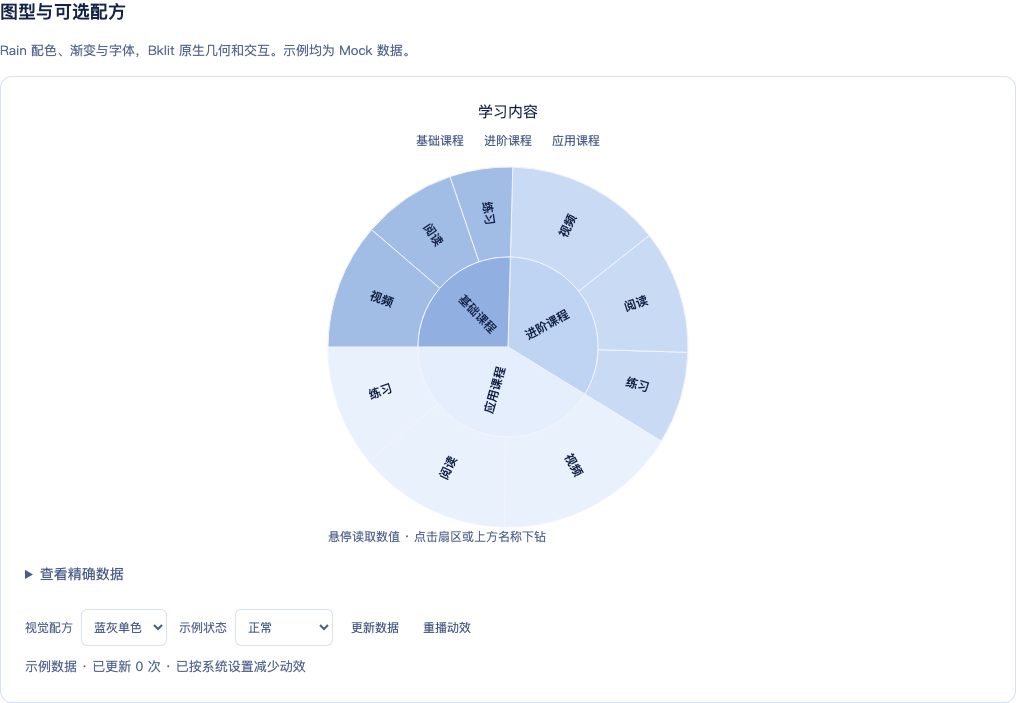 图型与可选配方
Rain 配色、渐变与字体，Bklit 原生几何和交互。示例均为 Mock 数据。
学习内容
基础课程 进阶课程 应用课程
练习
视频
阅读
视频
阅读
基础课程
进阶课程
练习
应用课程
练习
阅读
视频
悬停读取数值 · 点击扇区或上方名称下钻
▶ 查看精确数据
视觉配方 蓝灰单色 示例状态 正常 更新数据 重播动效
示例数据 · 已更新 0 次 · 已按系统设置减少动效